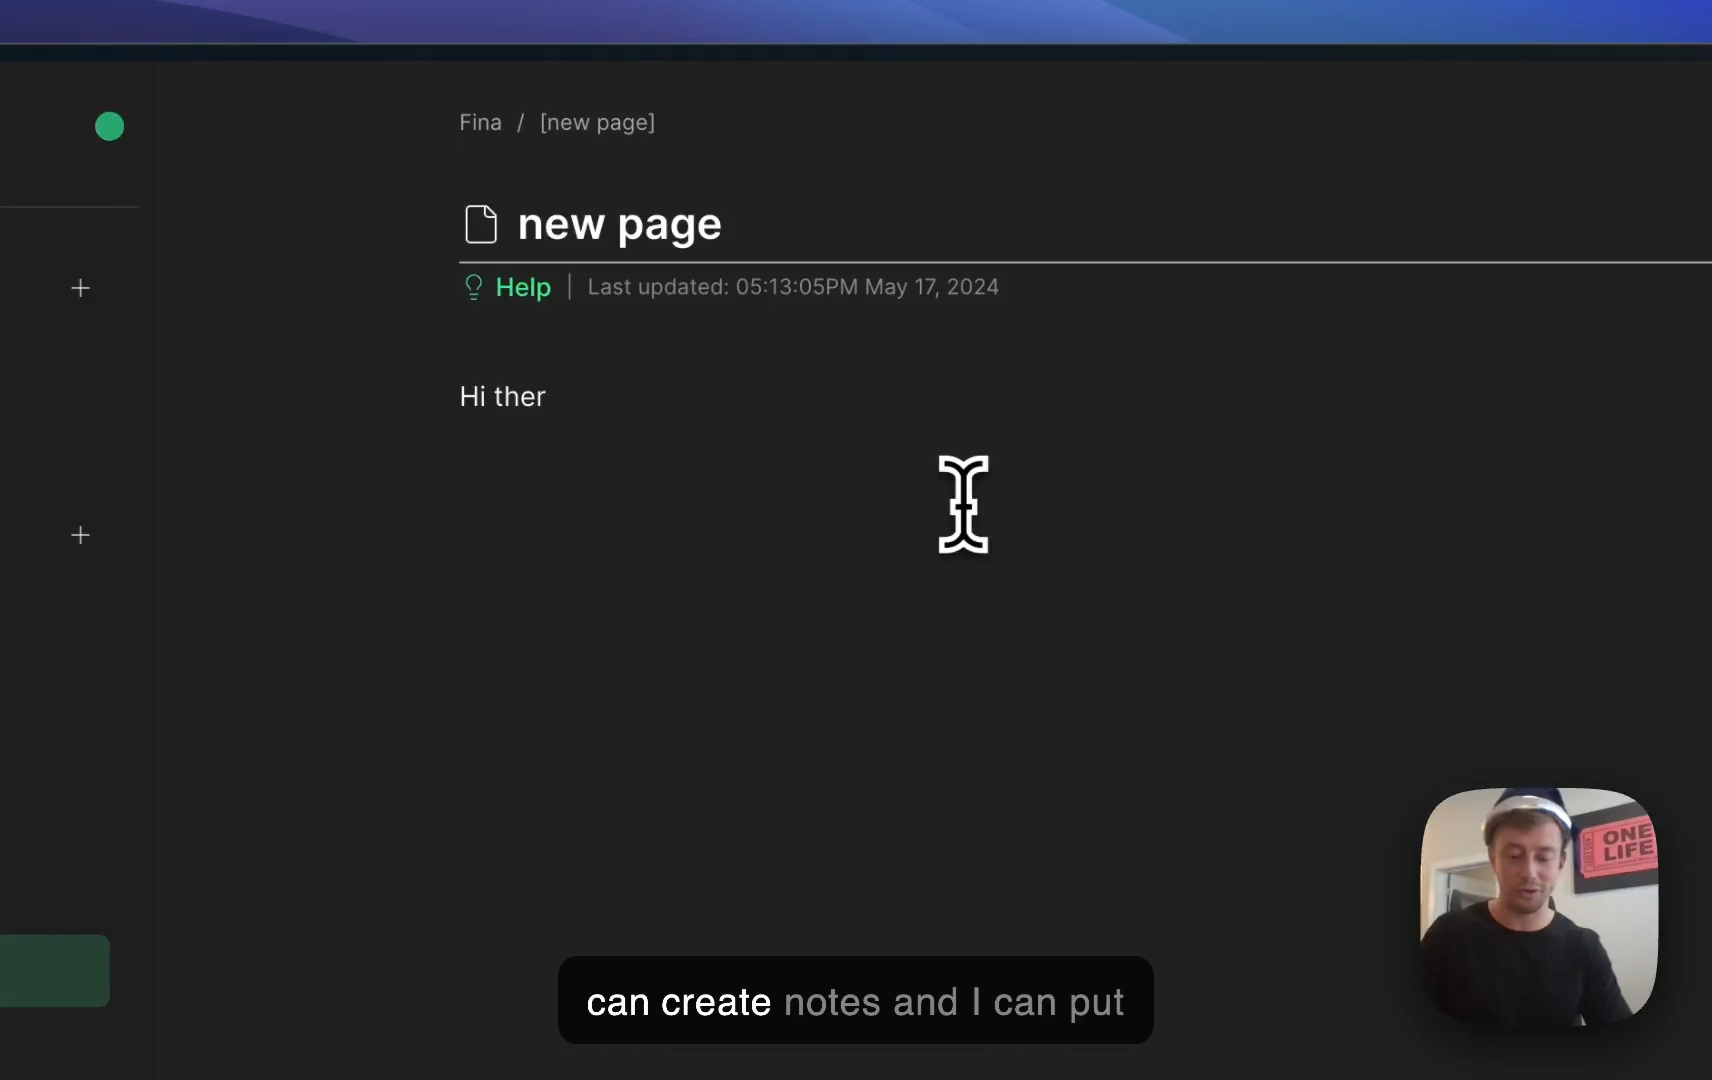 Fina / [new page]
new page
Help | Last updated: 05:13:05PM May 17, 2024
Hi ther
ONE
LIFE
can create notes and I can put